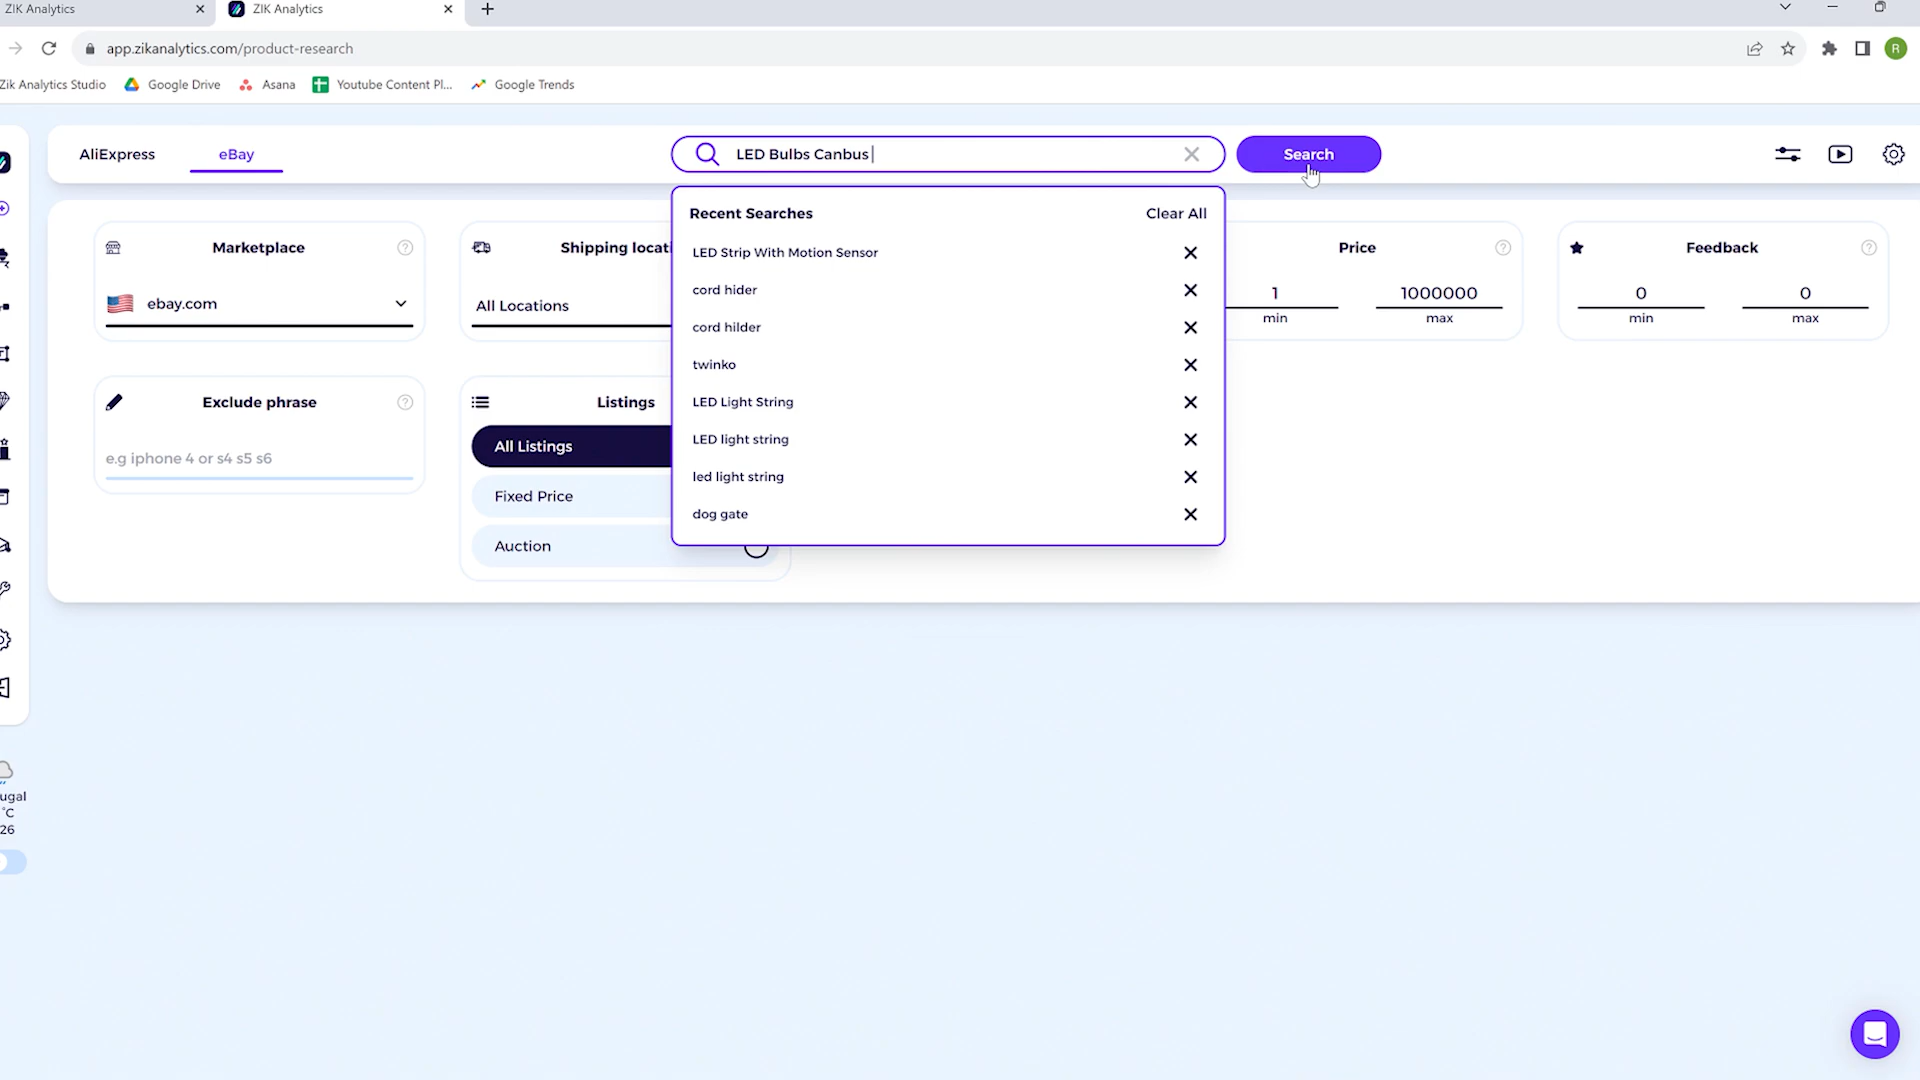 ZIK Analytics
ZIK Analytics
app.zikanalytics.com/product-research
R
Zik Analytics Studio
Google Drive
Asana
Youtube Content Pl...
Google Trends
AliExpress
eBay
LED Bulbs Canbus
Search
Recent Searches
Clear All
LED Strip With Motion Sensor
cord hider
cord hilder
twinko
LED Light String
LED light string
led light string
dog gate
Marketplace
ebay.com
Shipping locati
All Locations
Price
1
min
1000000
max
Feedback
0
min
0
max
Exclude phrase
e.g iphone 4 or s4 s5 s6
Listings
All Listings
Fixed Price
Auction
ugal
°C
26